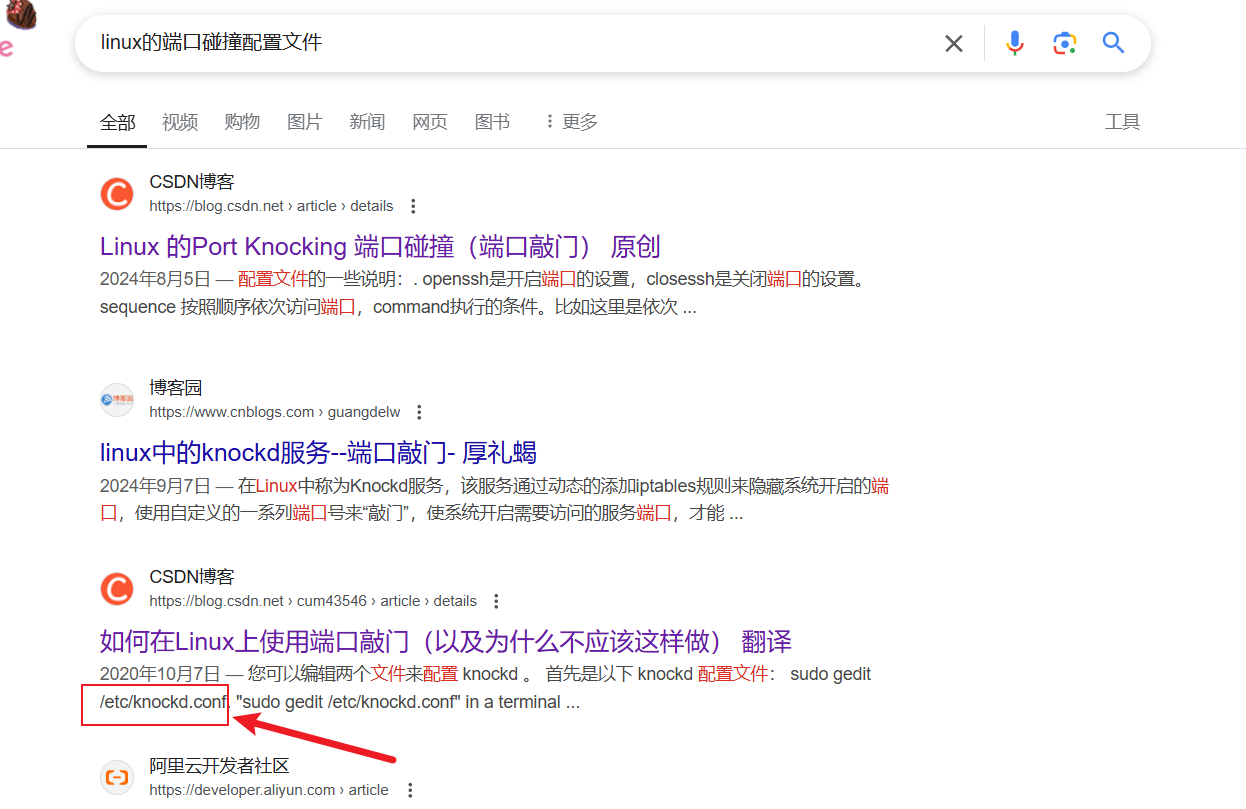 e
linux的端口碰撞配置文件
全部 视频 购物 图片 新闻 网页 图书 更多 工具
CSDN博客
https://blog.csdn.net › article › details
Linux 的Port Knocking 端口碰撞（端口敲门） 原创
2024年8月5日 — 配置文件的一些说明：. openssh是开启端口的设置，closessh是关闭端口的设置。
sequence 按照顺序依次访问端口，command执行的条件。比如这里是依次 ...
博客园
https://www.cnblogs.com › guangdelw
linux中的knockd服务--端口敲门- 厚礼蝎
2024年9月7日 — 在Linux中称为Knockd服务，该服务通过动态的添加iptables规则来隐藏系统开启的端
口，使用自定义的一系列端口号来“敲门”，使系统开启需要访问的服务端口，才能 ...
CSDN博客
https://blog.csdn.net › cum43546 › article › details
如何在Linux上使用端口敲门（以及为什么不应该这样做） 翻译
2020年10月7日 — 您可以编辑两个文件来配置 knockd 。 首先是以下 knockd 配置文件： sudo gedit
/etc/knockd.conf. "sudo gedit /etc/knockd.conf" in a terminal ...
阿里云开发者社区
https://developer.aliyun.com › article